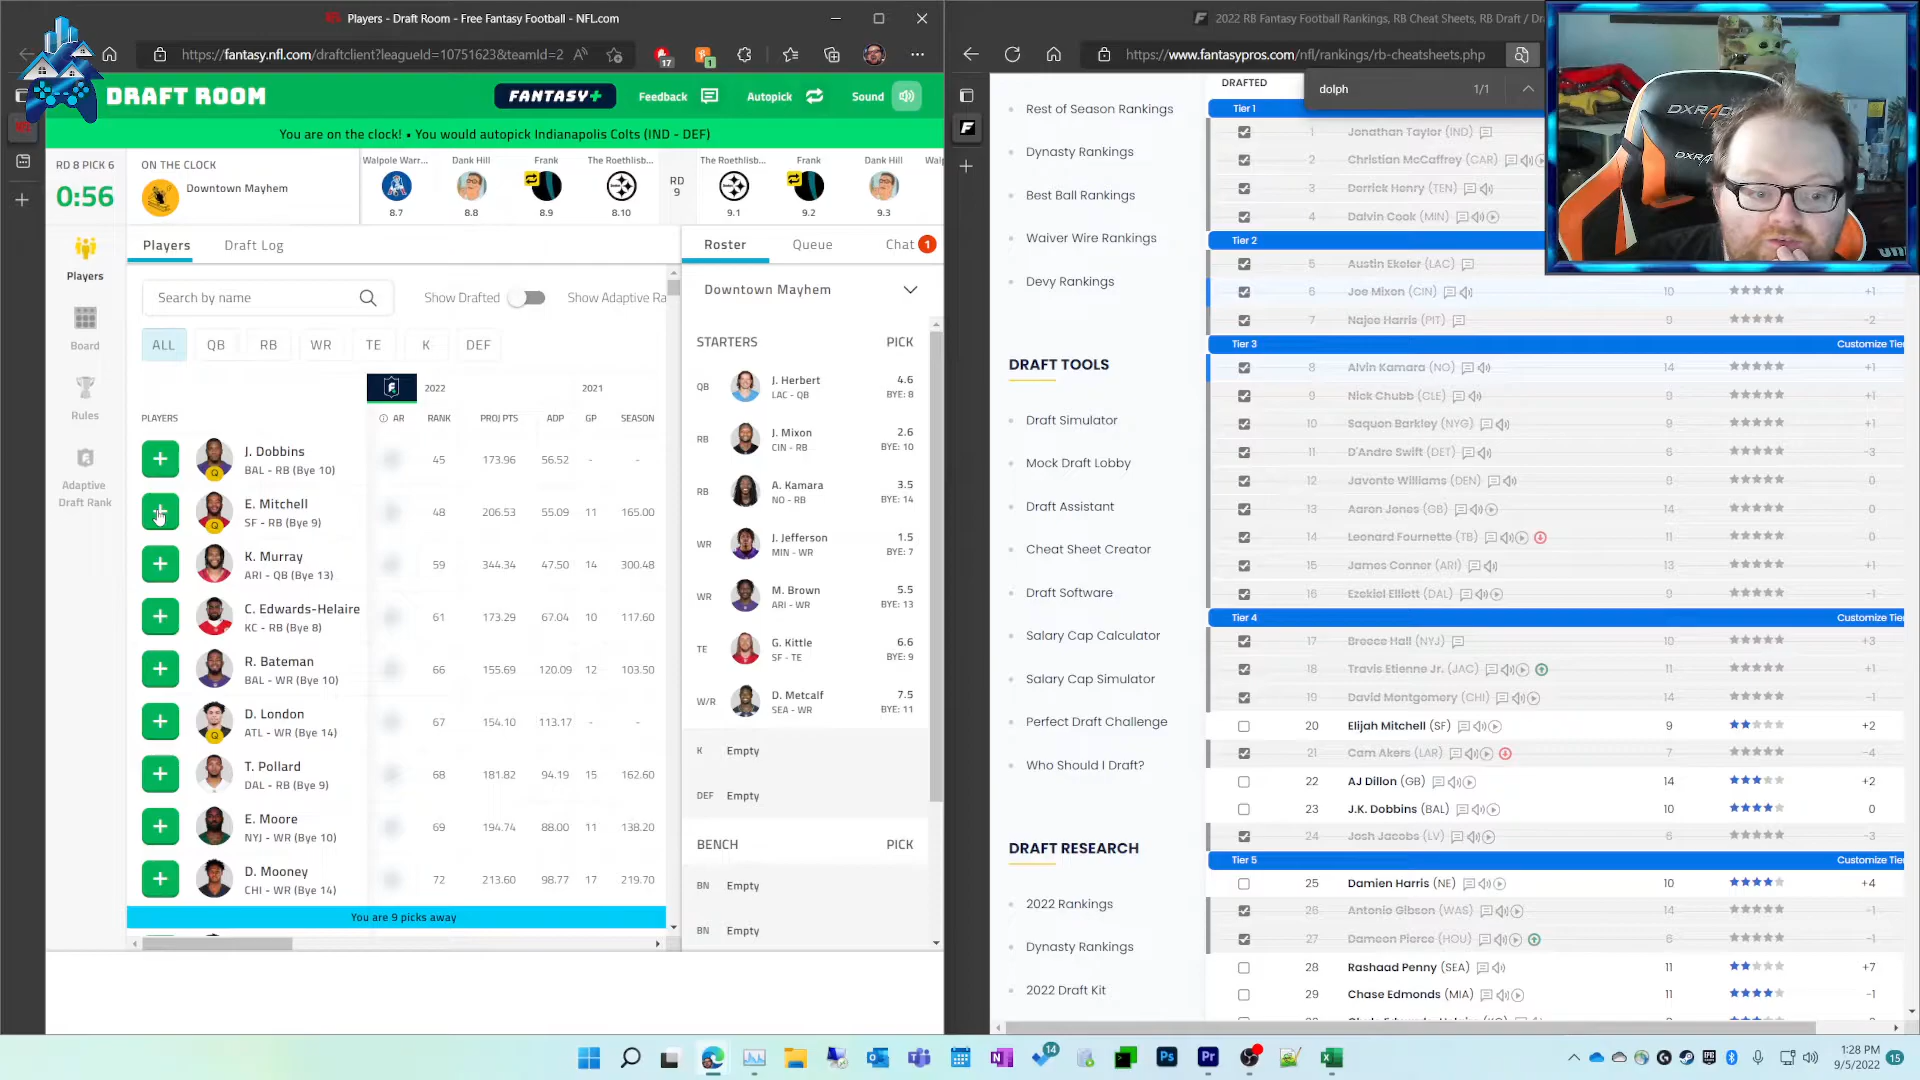 Players - Draft Room - Free Fantasy Football - NFL.com
https://fantasy.nfl.com/draftclient?leagueId=10751623&teamId=2
17
1
DRAFT ROOM
FANTASY+
Feedback
Autopick
Sound
You are on the clock! • You would autopick Indianapolis Colts (IND - DEF)
RD 8 PICK 6
0:56
ON THE CLOCK
Downtown Mayhem
Walpole Warr...
8.7
Dank Hill
8.8
Frank
8.9
The Roethlisb...
8.10
RD 9
The Roethlisb...
9.1
Frank
9.2
Dank Hill
9.3
Players
Board
Rules
Adaptive Draft Rank
Players
Draft Log
Search by name
Show Drafted
Show Adaptive Ra
ALL
QB
RB
WR
TE
K
DEF
2022
2021
PLAYERS
AR
RANK
PROJ PTS
ADP
GP
SEASON
J. Dobbins
BAL - RB (Bye 10)
Q
45 173.96 56.52 - -
E. Mitchell
SF - RB (Bye 9)
Q
48 206.53 55.09 11 165.00
K. Murray
ARI - QB (Bye 13)
59 344.34 47.50 14 300.48
C. Edwards-Helaire
KC - RB (Bye 8)
61 173.29 67.04 10 117.60
R. Bateman
BAL - WR (Bye 10)
66 155.69 120.09 12 103.50
D. London
ATL - WR (Bye 14)
Q
67 154.10 113.17 - -
T. Pollard
DAL - RB (Bye 9)
68 181.82 94.19 15 162.60
E. Moore
NYJ - WR (Bye 10)
69 194.74 88.00 11 138.20
D. Mooney
CHI - WR (Bye 14)
72 213.60 98.77 17 219.70
You are 9 picks away
Roster
Queue
Chat 1
Downtown Mayhem
STARTERS PICK
QB J. Herbert 4.6
LAC - QB BYE: 8
RB J. Mixon 2.6
CIN - RB BYE: 10
RB A. Kamara 3.5
NO - RB BYE: 14
WR J. Jefferson 1.5
MIN - WR BYE: 7
WR M. Brown 5.5
ARI - WR BYE: 13
TE G. Kittle 6.6
SF - TE BYE: 9
W/R D. Metcalf 7.5
SEA - WR BYE: 11
K Empty
DEF Empty
BENCH PICK
BN Empty
BN Empty
2022 RB Fantasy Football Rankings, RB Cheat Sheets, RB Draft / Dr
https://www.fantasypros.com/nfl/rankings/rb-cheatsheets.php
dolph 1/1
Rest of Season Rankings
Dynasty Rankings
Best Ball Rankings
Waiver Wire Rankings
Devy Rankings
DRAFT TOOLS
Draft Simulator
Mock Draft Lobby
Draft Assistant
Cheat Sheet Creator
Draft Software
Salary Cap Calculator
Salary Cap Simulator
Perfect Draft Challenge
Who Should I Draft?
DRAFT RESEARCH
2022 Rankings
Dynasty Rankings
2022 Draft Kit
DRAFTED
Tier 1
1 Jonathan Taylor (IND)
2 Christian McCaffrey (CAR)
3 Derrick Henry (TEN)
4 Dalvin Cook (MIN)
Tier 2
5 Austin Ekeler (LAC)
6 Joe Mixon (CIN) 10 +1
7 Najee Harris (PIT) 9 -2
Tier 3 Customize Tie
8 Alvin Kamara (NO) 14 +1
9 Nick Chubb (CLE) 9 +1
10 Saquon Barkley (NYG) 9 +1
11 D'Andre Swift (DET) 6 -3
12 Javonte Williams (DEN) 9 0
13 Aaron Jones (GB) 14 0
14 Leonard Fournette (TB) 11 0
15 James Conner (ARI) 13 +1
16 Ezekiel Elliott (DAL) 9 -1
Tier 4 Customize Tie
17 Breece Hall (NYJ) 10 +3
18 Travis Etienne Jr. (JAC) 11 +1
19 David Montgomery (CHI) 14 -1
20 Elijah Mitchell (SF) 9 +2
21 Cam Akers (LAR) 7 -4
22 AJ Dillon (GB) 14 +2
23 J.K. Dobbins (BAL) 10 0
24 Josh Jacobs (LV) 6 -3
Tier 5 Customize Tie
25 Damien Harris (NE) 10 +4
26 Antonio Gibson (WAS) 14 -1
27 Dameon Pierce (HOU) 6 -1
28 Rashaad Penny (SEA) 11 +7
29 Chase Edmonds (MIA) 11 -1
DXRACER
DXRA
14
1:28 PM
9/5/2022
15